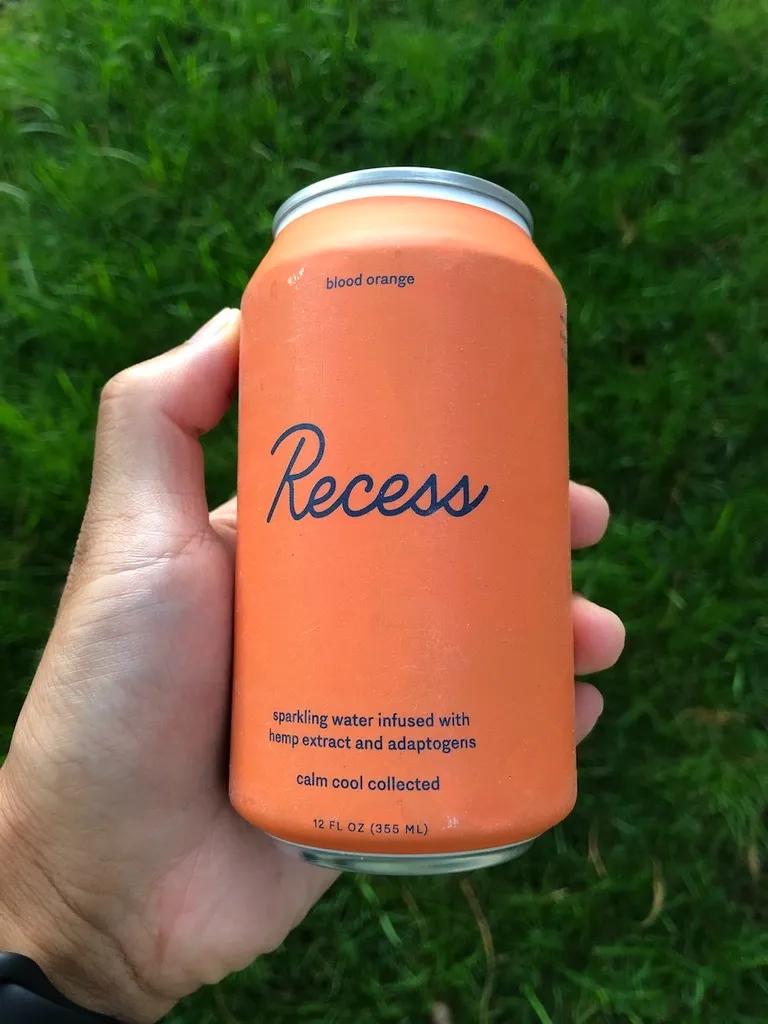 blood orange
Recess
sparkling water infused with
hemp extract and adaptogens
calm cool collected
12 FL OZ (355 ML)